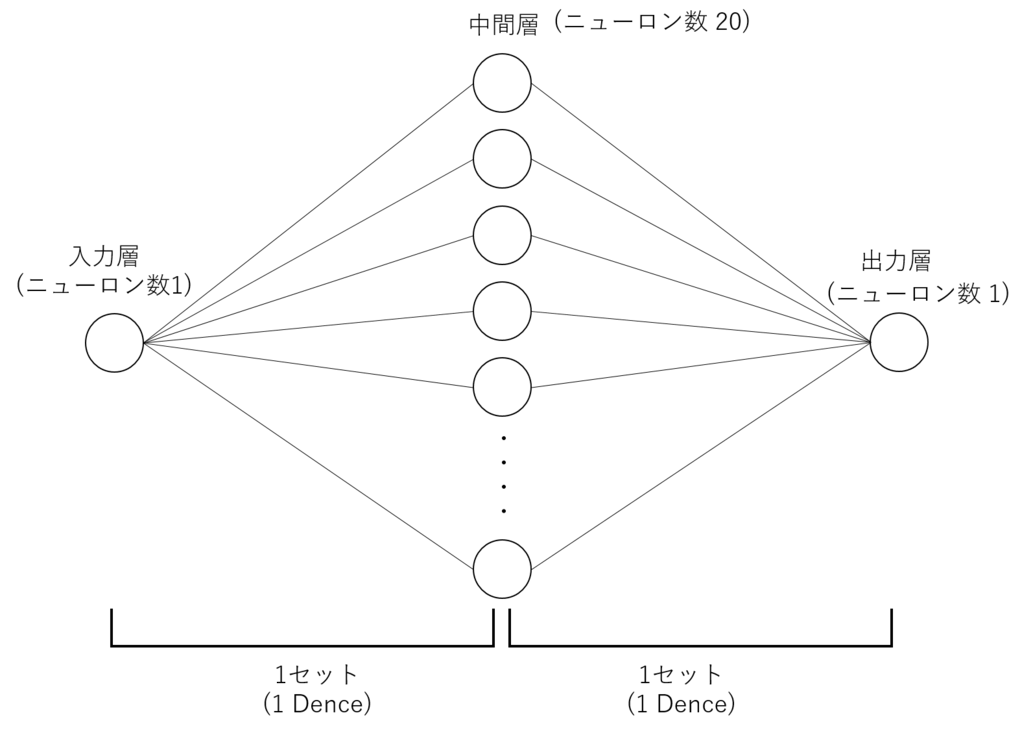 中間層（ニューロン数 20）
入力層
(ニューロン数1)
出力層
(ニューロン数 1)
1セット
(1 Dence)
1セット
(1 Dence)